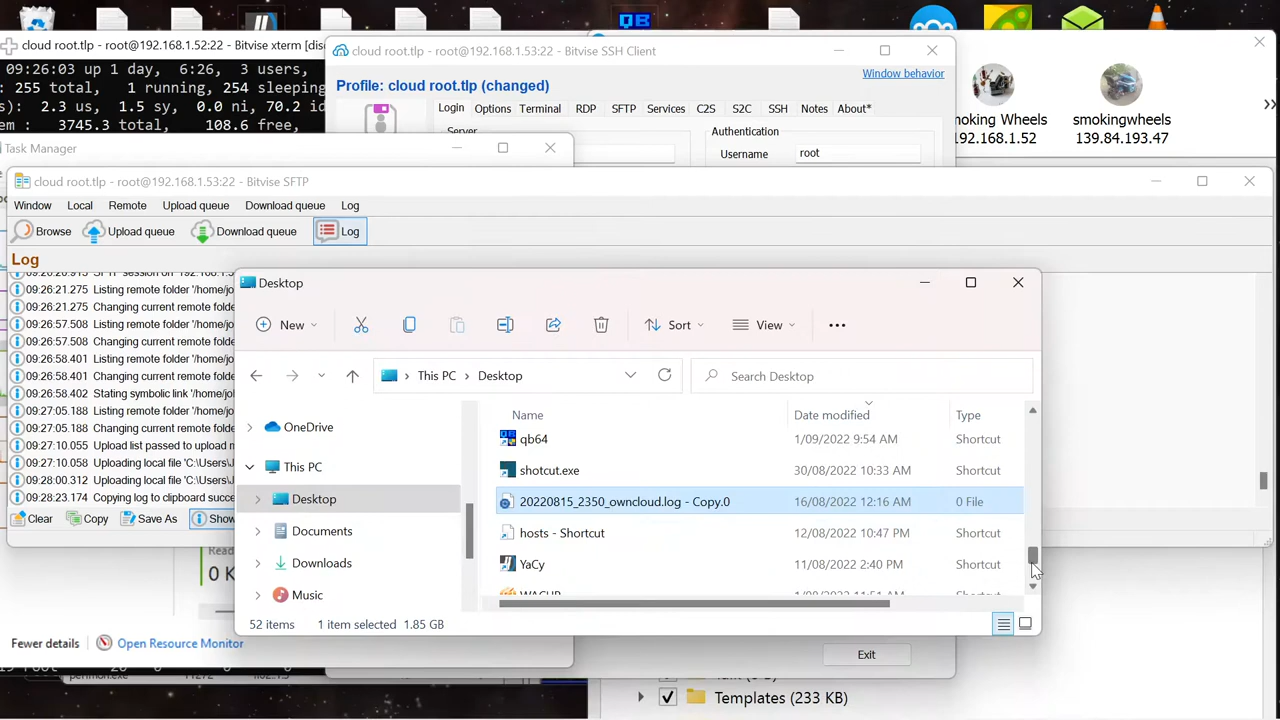 QB
cloud root.tlp - root@192.168.1.52:22 - Bitvise xterm [dis
cloud root.tlp - root@192.168.1.53:22 - Bitvise SSH Client
09:26:03 up 1 day, 6:26, 3 users,
: 255 total, 1 running, 254 sleeping
s): 2.3 us, 1.5 sy, 0.0 ni, 70.2 id
em : 3745.3 total, 108.6 free,
Window behavior
Profile: cloud root.tlp (changed)
Login Options Terminal RDP SFTP Services C2S S2C SSH Notes About*
Server
Authentication
Username root
moking Wheels
192.168.1.52
smokingwheels
139.84.193.47
Task Manager
cloud root.tlp - root@192.168.1.53:22 - Bitvise SFTP
Window Local Remote Upload queue Download queue Log
Browse Upload queue Download queue Log
Log
09:26:21.275 Listing remote folder '/home/jo
09:26:21.275 Changing current remote folde
09:26:57.508 Listing remote folder '/home/jo
09:26:57.508 Changing current remote folde
09:26:58.401 Listing remote folder '/home/jo
09:26:58.401 Changing current remote folde
09:26:58.402 Stating symbolic link '/home/jo
09:27:05.188 Listing remote folder '/home/jo
09:27:05.188 Changing current remote folde
09:27:10.055 Upload list passed to upload m
09:27:10.058 Uploading local file 'C:\Users\J
09:28:00.312 Uploading local file 'C:\Users\J
09:28:23.174 Copying log to clipboard succe
Clear Copy Save As Show
Desktop
New Sort View
This PC > Desktop
Search Desktop
OneDrive
This PC
Desktop
Documents
Downloads
Music
Name Date modified Type
qb64 1/09/2022 9:54 AM Shortcut
shotcut.exe 30/08/2022 10:33 AM Shortcut
20220815_2350_owncloud.log - Copy.0 16/08/2022 12:16 AM 0 File
hosts - Shortcut 12/08/2022 10:47 PM Shortcut
YaCy 11/08/2022 2:40 PM Shortcut
52 items 1 item selected 1.85 GB
Read
0 K
Fewer details Open Resource Monitor
Exit
Templates (233 KB)